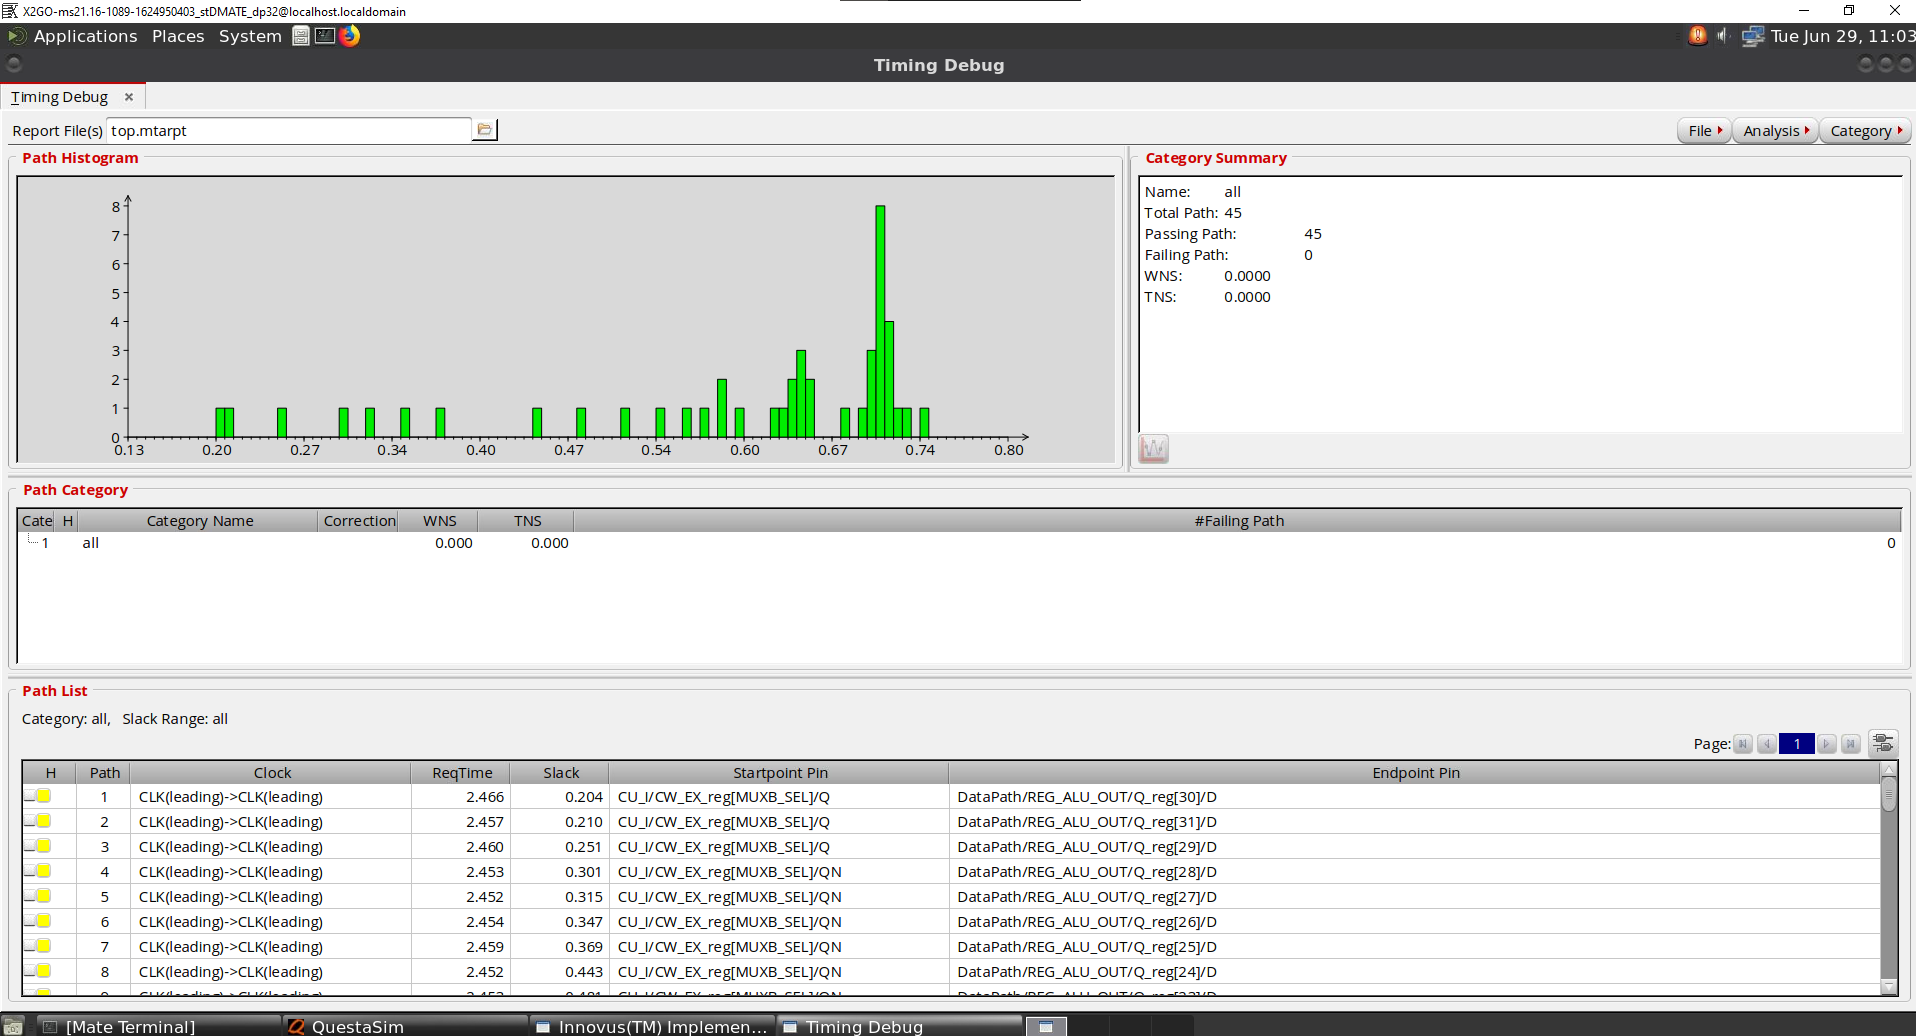 X2GO-ms21.16-1089-1624950403_stDMATE_dp32@localhost.localdomain
Applications Places System Tue Jun 29, 11:03
Timing Debug
Timing Debug
Report File(s) top.mtarpt File Analysis Category
Path Histogram
8
7
6
5
4
3
2
1
0
0.13 0.20 0.27 0.34 0.40 0.47 0.54 0.60 0.67 0.74 0.80
Category Summary
Name: all
Total Path: 45
Passing Path: 45
Failing Path: 0
WNS: 0.0000
TNS: 0.0000
Path Category
Cate H Category Name Correction WNS TNS #Failing Path
1 all 0.000 0.000 0
Path List
Category: all, Slack Range: all
Page: 1
H Path Clock ReqTime Slack Startpoint Pin Endpoint Pin
1 CLK(leading)->CLK(leading) 2.466 0.204 CU_I/CW_EX_reg[MUXB_SEL]/Q DataPath/REG_ALU_OUT/Q_reg[30]/D
2 CLK(leading)->CLK(leading) 2.457 0.210 CU_I/CW_EX_reg[MUXB_SEL]/Q DataPath/REG_ALU_OUT/Q_reg[31]/D
3 CLK(leading)->CLK(leading) 2.460 0.251 CU_I/CW_EX_reg[MUXB_SEL]/Q DataPath/REG_ALU_OUT/Q_reg[29]/D
4 CLK(leading)->CLK(leading) 2.453 0.301 CU_I/CW_EX_reg[MUXB_SEL]/QN DataPath/REG_ALU_OUT/Q_reg[28]/D
5 CLK(leading)->CLK(leading) 2.452 0.315 CU_I/CW_EX_reg[MUXB_SEL]/QN DataPath/REG_ALU_OUT/Q_reg[27]/D
6 CLK(leading)->CLK(leading) 2.454 0.347 CU_I/CW_EX_reg[MUXB_SEL]/QN DataPath/REG_ALU_OUT/Q_reg[26]/D
7 CLK(leading)->CLK(leading) 2.459 0.369 CU_I/CW_EX_reg[MUXB_SEL]/QN DataPath/REG_ALU_OUT/Q_reg[25]/D
8 CLK(leading)->CLK(leading) 2.452 0.443 CU_I/CW_EX_reg[MUXB_SEL]/QN DataPath/REG_ALU_OUT/Q_reg[24]/D
[Mate Terminal] QuestaSim Innovus(TM) Implemen... Timing Debug